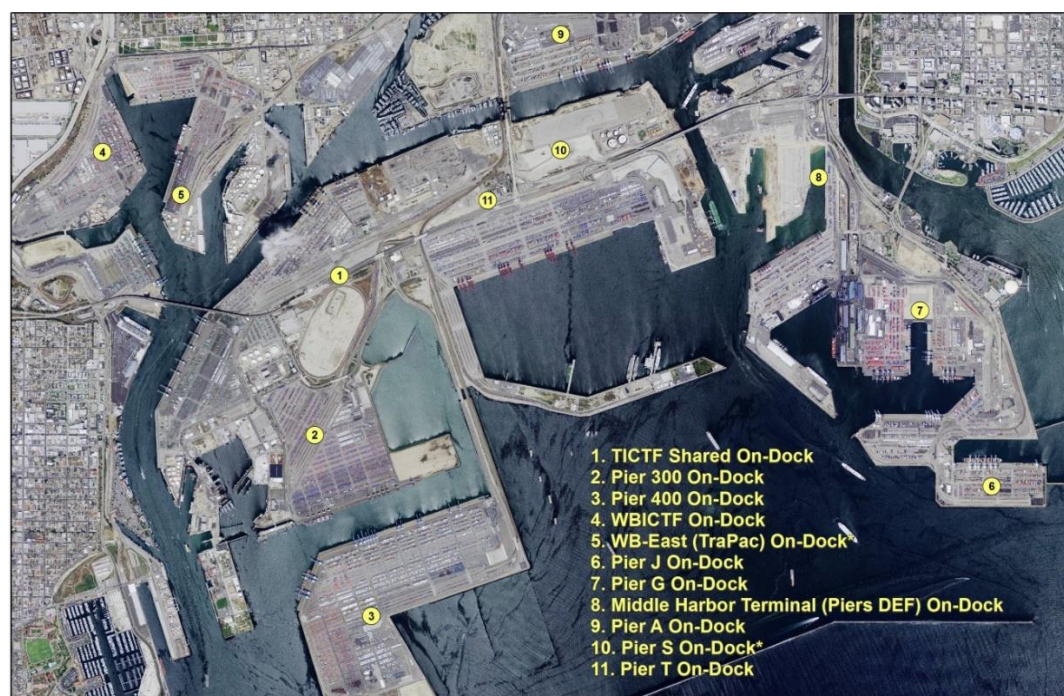 9
4
10
5
8
11
1
7
2
1. TICTF Shared On-Dock
2. Pier 300 On-Dock
3. Pier 400 On-Dock
4. WBICTF On-Dock
5. WB-East (TraPac) On-Dock*
6. Pier J On-Dock
7. Pier G On-Dock
8. Middle Harbor Terminal (Piers DEF) On-Dock
9. Pier A On-Dock
10. Pier S On-Dock*
11. Pier T On-Dock
6
3